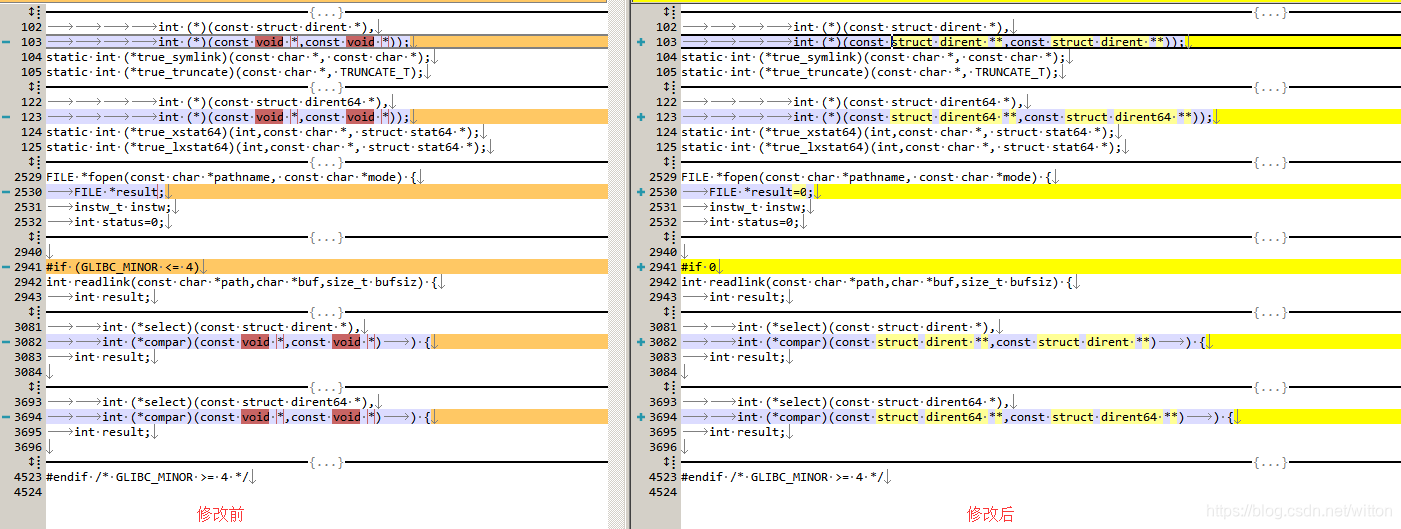 {...}
102 int (*)(const struct dirent *),
103 int (*)(const void *,const void *));
104 static int (*true_symlink)(const char *, const char *);
105 static int (*true_truncate)(const char *, TRUNCATE_T);
{...}
122 int (*)(const struct dirent64 *),
123 int (*)(const void *,const void *));
124 static int (*true_xstat64)(int,const char *, struct stat64 *);
125 static int (*true_lxstat64)(int,const char *, struct stat64 *);
{...}
2529 FILE *fopen(const char *pathname, const char *mode) {
2530 FILE *result;
2531 instw_t instw;
2532 int status=0;
{...}
2940
2941 #if (GLIBC_MINOR <= 4)
2942 int readlink(const char *path,char *buf,size_t bufsiz) {
2943 int result;
{...}
3081 int (*select)(const struct dirent *),
3082 int (*compar)(const void *,const void *) ) {
3083 int result;
3084
{...}
3693 int (*select)(const struct dirent64 *),
3694 int (*compar)(const void *,const void *) ) {
3695 int result;
3696
{...}
4523 #endif /* GLIBC_MINOR >= 4 */
4524
修改前
{...}
102 int (*)(const struct dirent *),
103 int (*)(const struct dirent **,const struct dirent **));
104 static int (*true_symlink)(const char *, const char *);
105 static int (*true_truncate)(const char *, TRUNCATE_T);
{...}
122 int (*)(const struct dirent64 *),
123 int (*)(const struct dirent64 **,const struct dirent64 **));
124 static int (*true_xstat64)(int,const char *, struct stat64 *);
125 static int (*true_lxstat64)(int,const char *, struct stat64 *);
{...}
2529 FILE *fopen(const char *pathname, const char *mode) {
2530 FILE *result=0;
2531 instw_t instw;
2532 int status=0;
{...}
2940
2941 #if 0
2942 int readlink(const char *path,char *buf,size_t bufsiz) {
2943 int result;
{...}
3081 int (*select)(const struct dirent *),
3082 int (*compar)(const struct dirent **,const struct dirent **) ) {
3083 int result;
3084
{...}
3693 int (*select)(const struct dirent64 *),
3694 int (*compar)(const struct dirent64 **,const struct dirent64 **) ) {
3695 int result;
3696
{...}
4523 #endif /* GLIBC_MINOR >= 4 */
4524
修改后
https://blog.csdn.net/witton